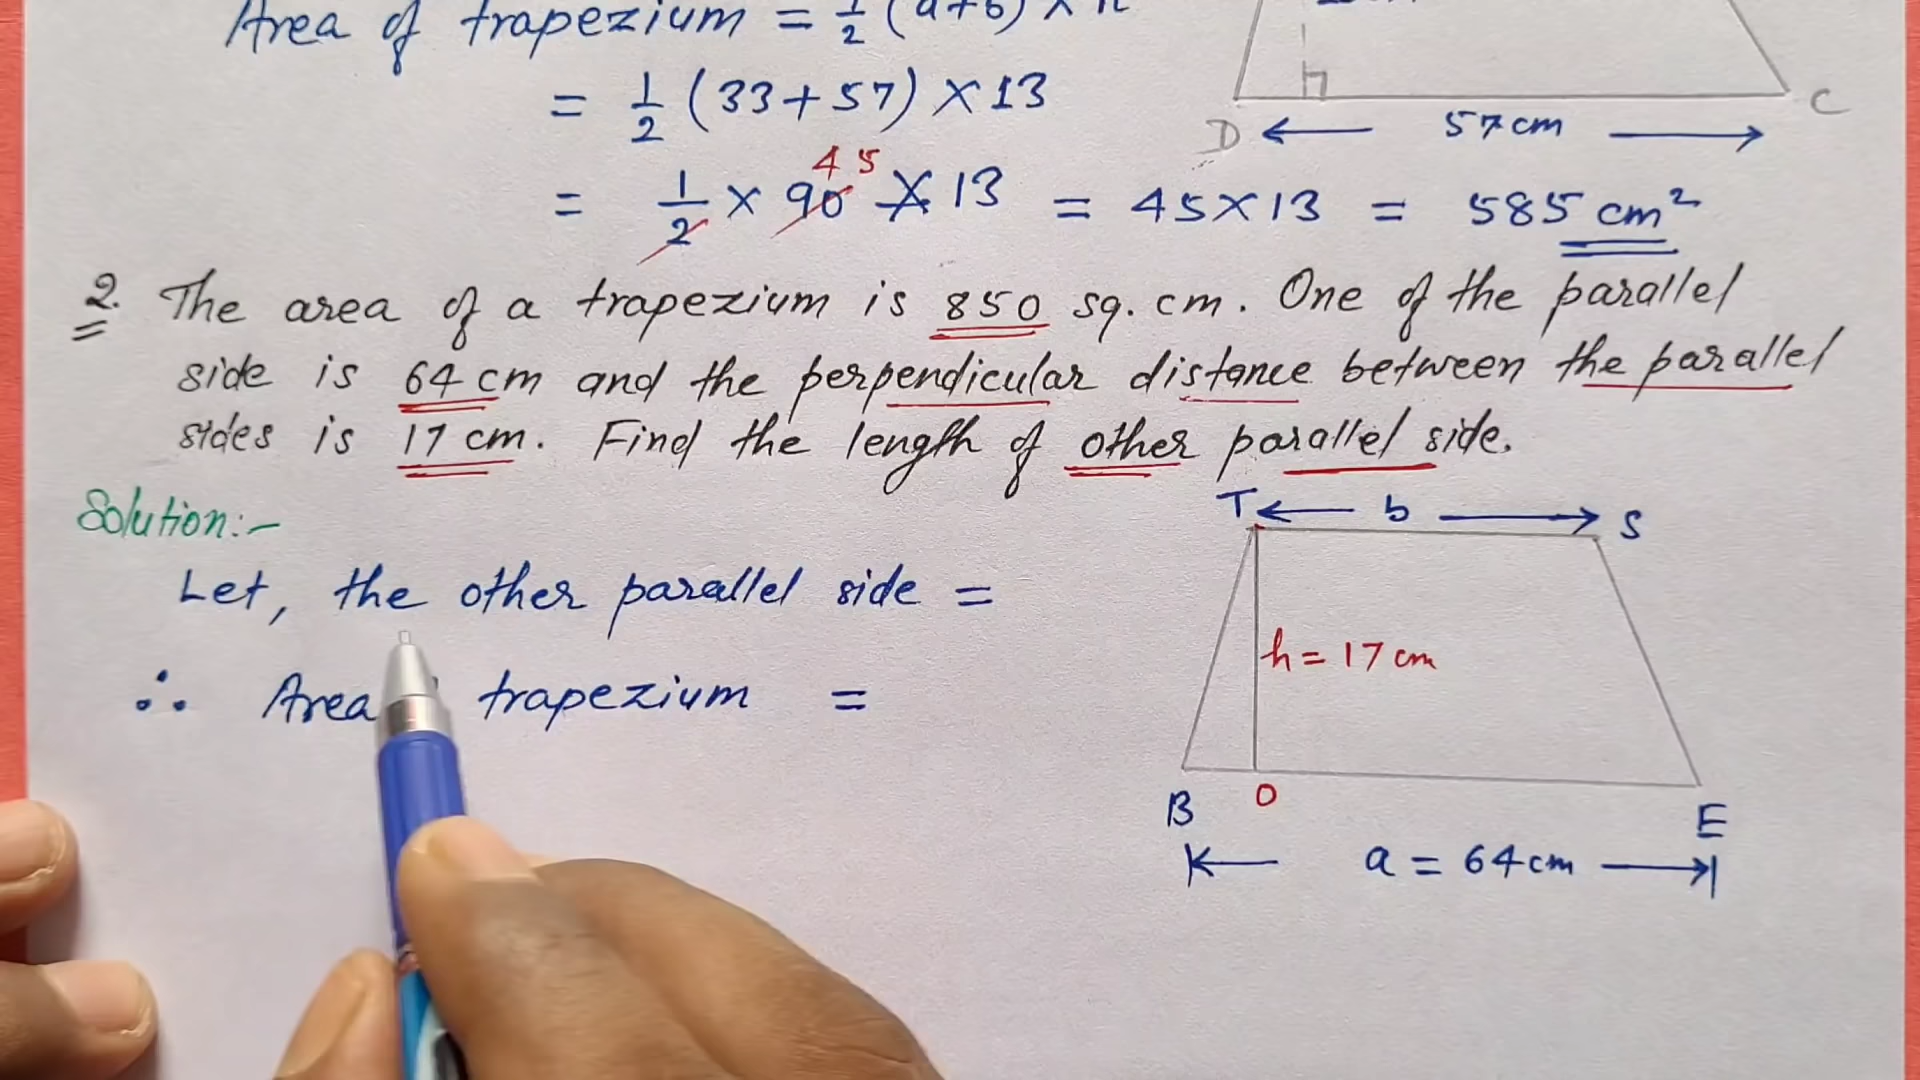 Area of trapezium = 1/2 (a+b) ×
= 1/2 (33+57) × 13
D ← 57cm → C
45
= 1/2 × 90 × 13 = 45×13 = 585 cm²
2. The area of a trapezium is 850 sq. cm. One of the parallel
side is 64 cm and the perpendicular distance between the parallel
sides is 17 cm. Find the length of other parallel side.
Solution:-
T ← b → S
Let, the other parallel side =
h = 17 cm
∴ Area trapezium =
B O E
a = 64cm